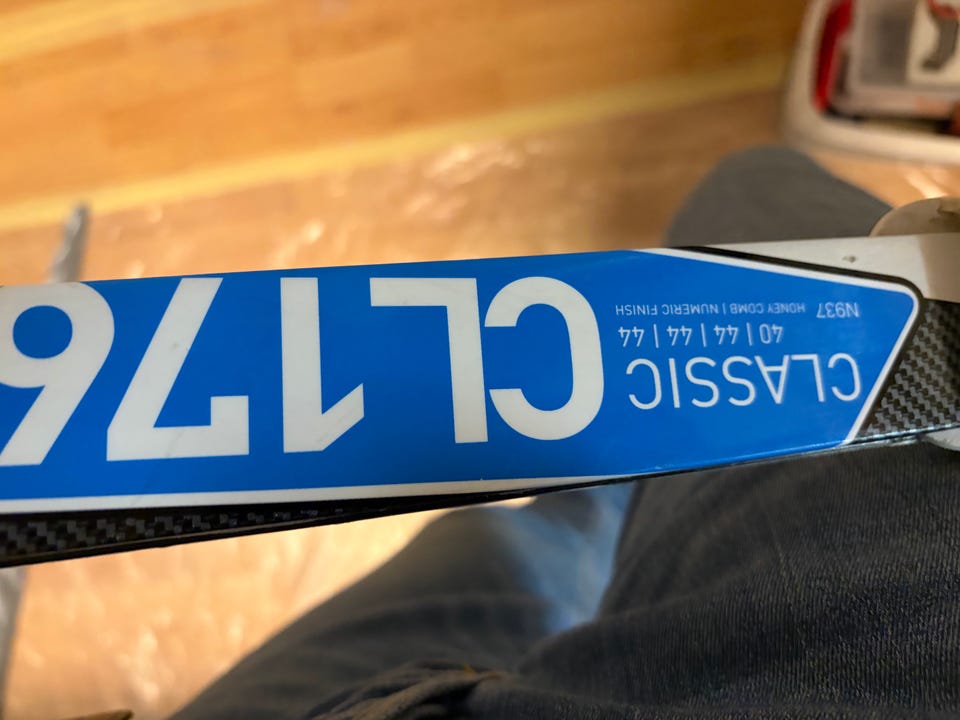 CLASSIC
40 | 44 | 44 | 44
N937 HONEY COMB | NUMERIC FINISH
CL176